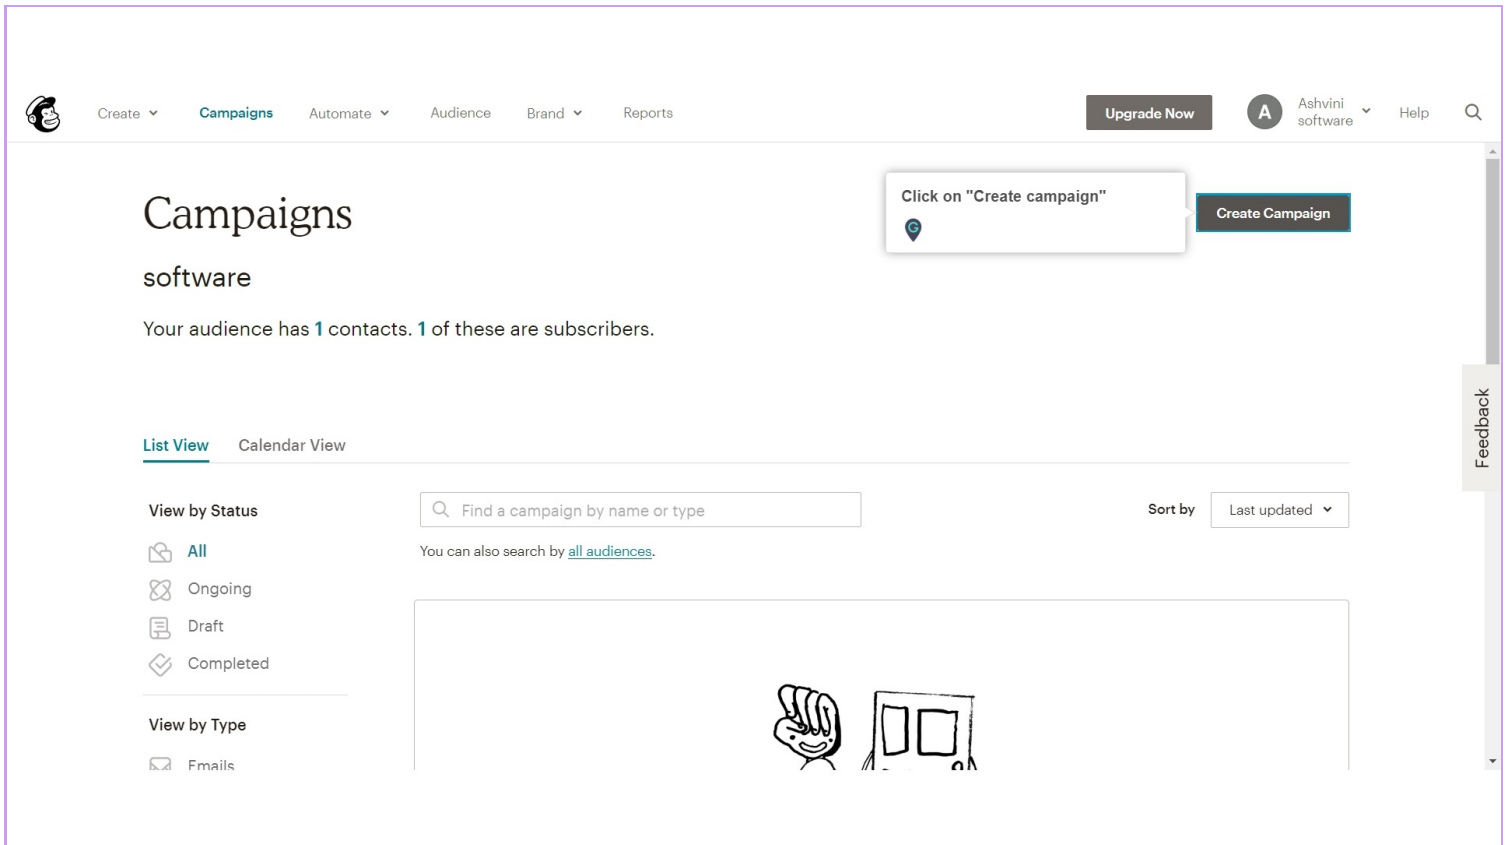 Create
Campaigns
Automate
Audience
Brand
Reports
Upgrade Now
A
Ashvini
software
Help
Campaigns
Click on "Create campaign"
G
Create Campaign
software
Your audience has 1 contacts. 1 of these are subscribers.
Feedback
List View
Calendar View
View by Status
All
Ongoing
Draft
Completed
View by Type
Emails
Find a campaign by name or type
Sort by
Last updated
You can also search by all audiences.